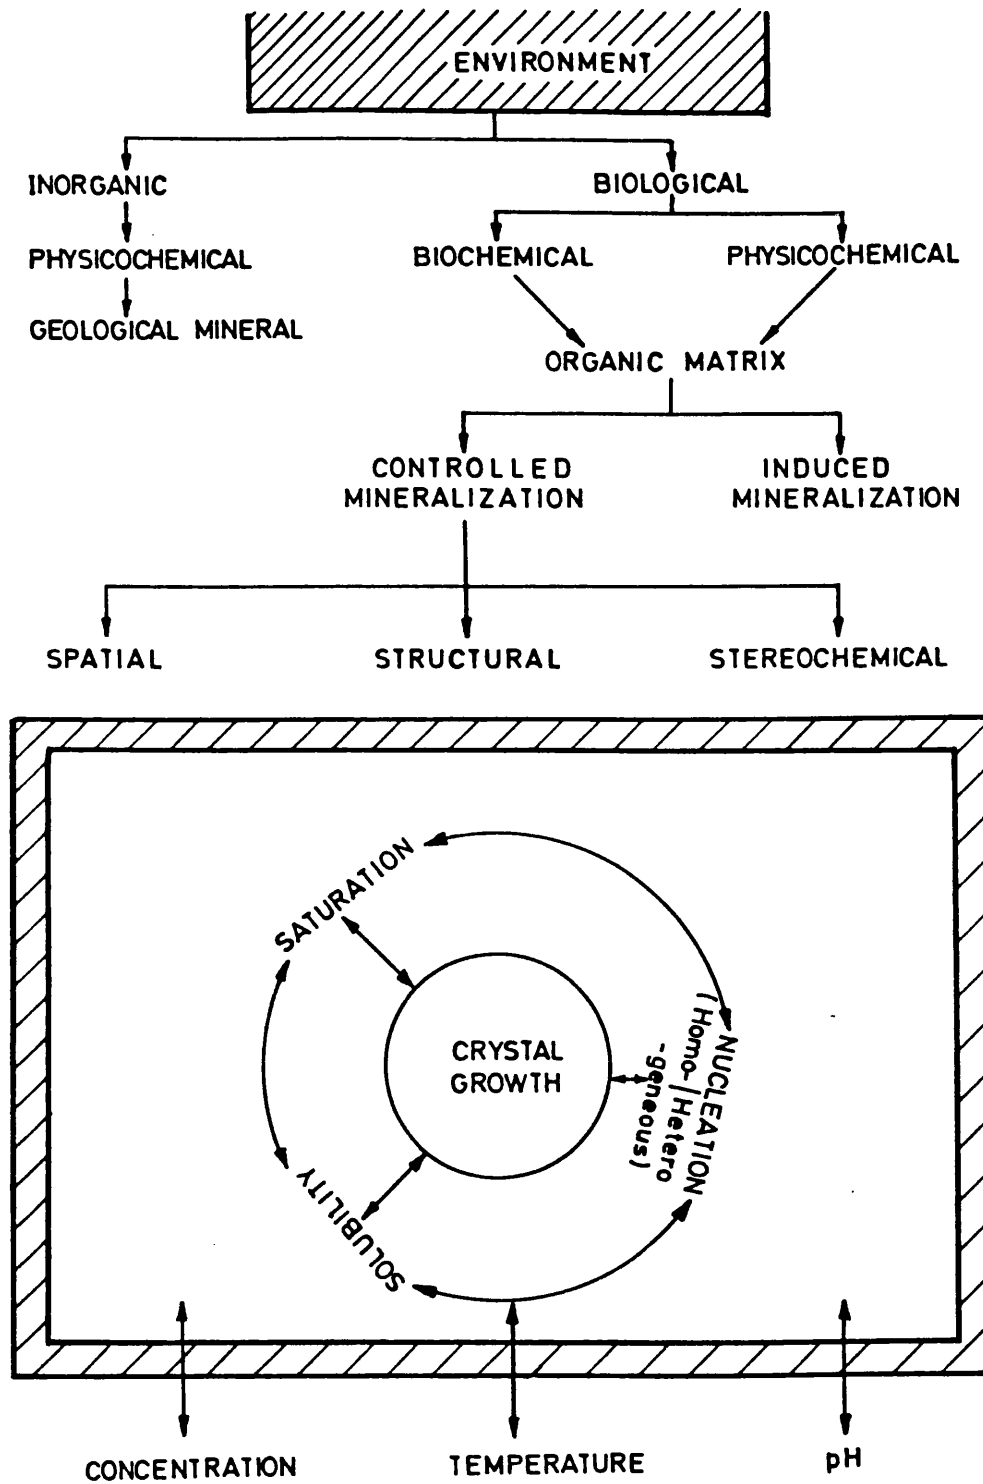 ENVIRONMENT
INORGANIC
BIOLOGICAL
PHYSICOCHEMICAL
BIOCHEMICAL
PHYSICOCHEMICAL
GEOLOGICAL MINERAL
ORGANIC MATRIX
CONTROLLED
MINERALIZATION
INDUCED
MINERALIZATION
SPATIAL
STRUCTURAL
STEREOCHEMICAL
SATURATION
NUCLEATION
(Homo-/Hetero
-geneous)
CRYSTAL
GROWTH
SOLUBILITY
CONCENTRATION
TEMPERATURE
pH